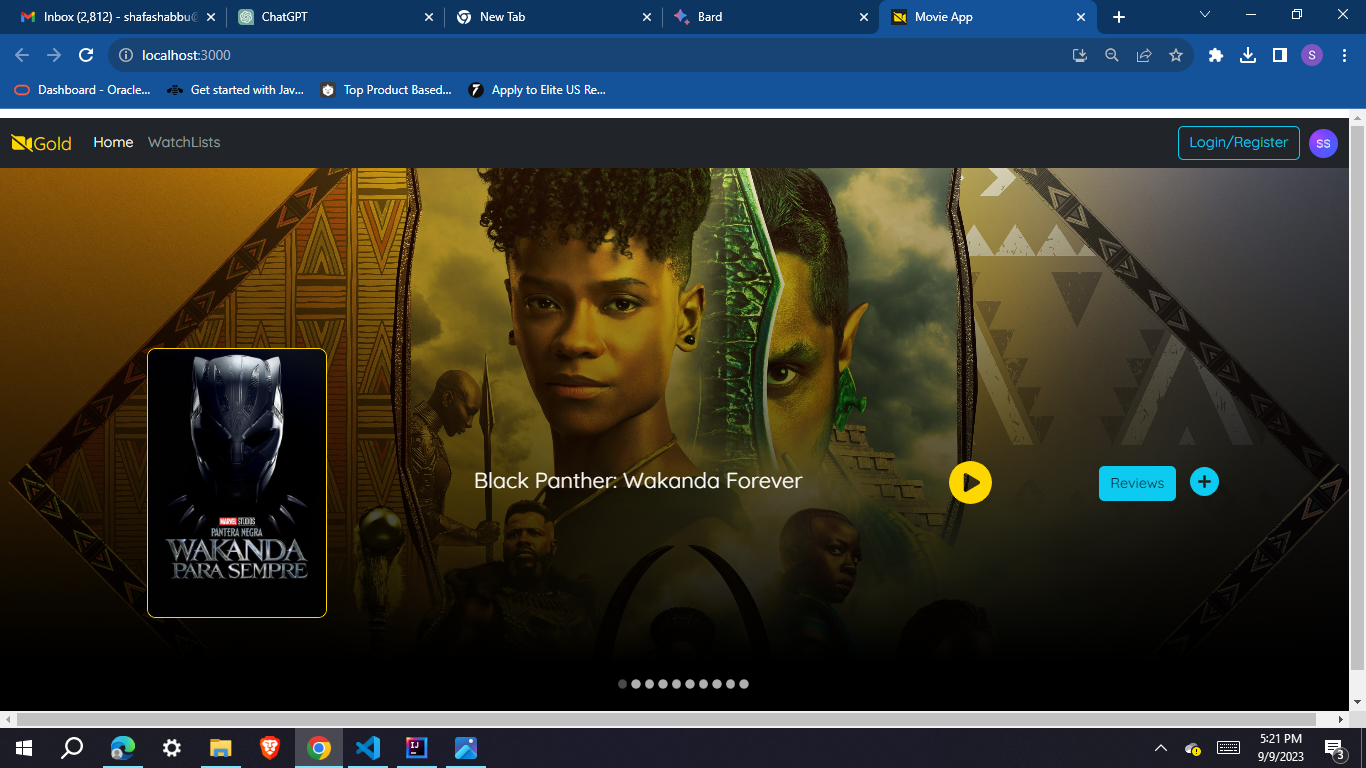 Inbox (2,812) - shafashabbu@
ChatGPT
New Tab
Bard
Movie App
localhost:3000
S
Dashboard - Oracle...
Get started with Jav...
Top Product Based...
Apply to Elite US Re...
Gold
Home
WatchLists
Login/Register
SS
MARVEL STUDIOS
PANTERA NEGRA
WAKANDA
PARA SEMPRE
Black Panther: Wakanda Forever
Reviews
5:21 PM
9/9/2023
3